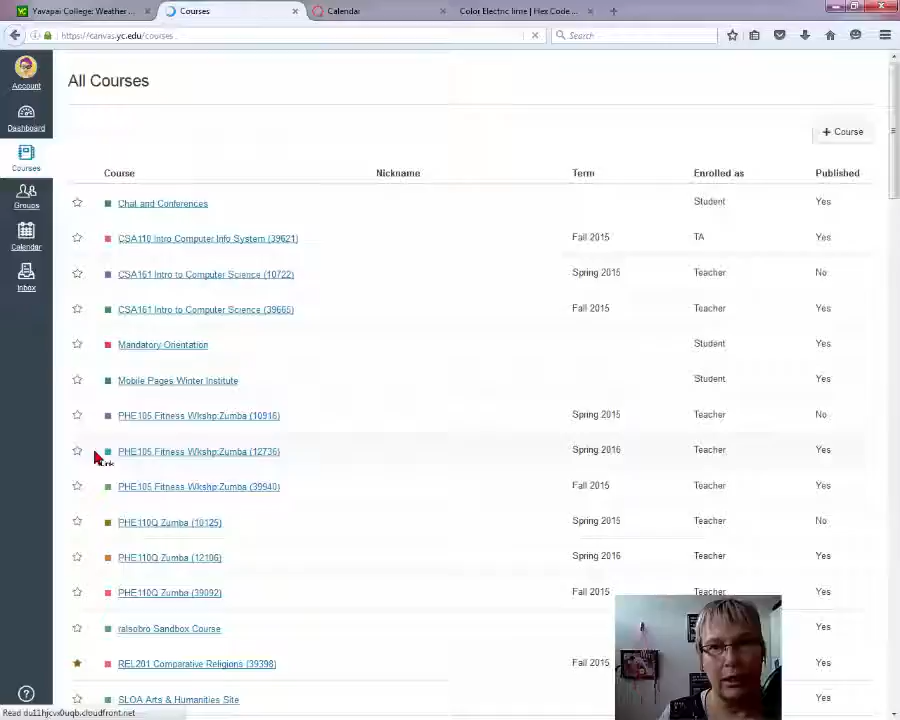 Yavapai College: Weather ...
Courses
Calendar
Color Electric lime | Hex Code ...
https://canvas.yc.edu/courses
Search
Account
Dashboard
Courses
Groups
Calendar
Inbox
All Courses
+ Course
Course Nickname Term Enrolled as Published
Chat and Conferences Student Yes
CSA110 Intro Computer Info System (39621) Fall 2015 TA Yes
CSA161 Intro to Computer Science (10722) Spring 2015 Teacher No
CSA161 Intro to Computer Science (39665) Fall 2015 Teacher Yes
Mandatory Orientation Student Yes
Mobile Pages Winter Institute Student Yes
PHE105 Fitness Wkshp:Zumba (10916) Spring 2015 Teacher No
PHE105 Fitness Wkshp:Zumba (12736) Spring 2016 Teacher Yes
Link
PHE105 Fitness Wkshp:Zumba (39940) Fall 2015 Teacher Yes
PHE110Q Zumba (10125) Spring 2015 Teacher No
PHE110Q Zumba (12106) Spring 2016 Teacher Yes
PHE110Q Zumba (39092) Fall 2015 Teacher Yes
ralsobro Sandbox Course Yes
REL201 Comparative Religions (39398) Fall 2015 Yes
SLOA Arts & Humanities Site Yes
Read du11hjcvx0uqb.cloudfront.net